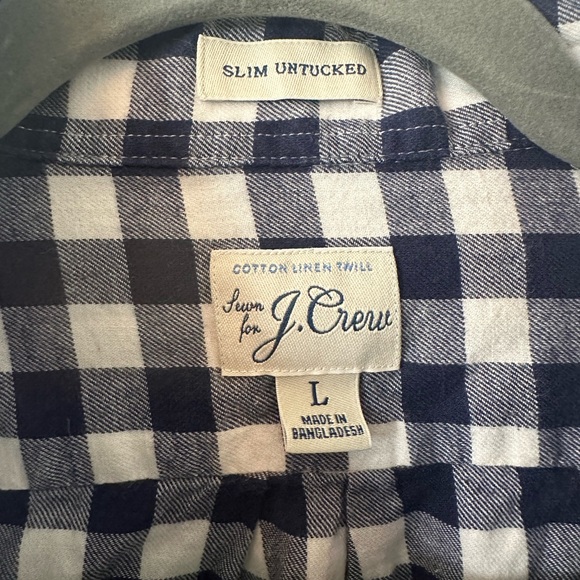 SLIM UNTUCKED
COTTON LINEN TWILL
Sewn for J.Crew
L
MADE IN
BANGLADESH